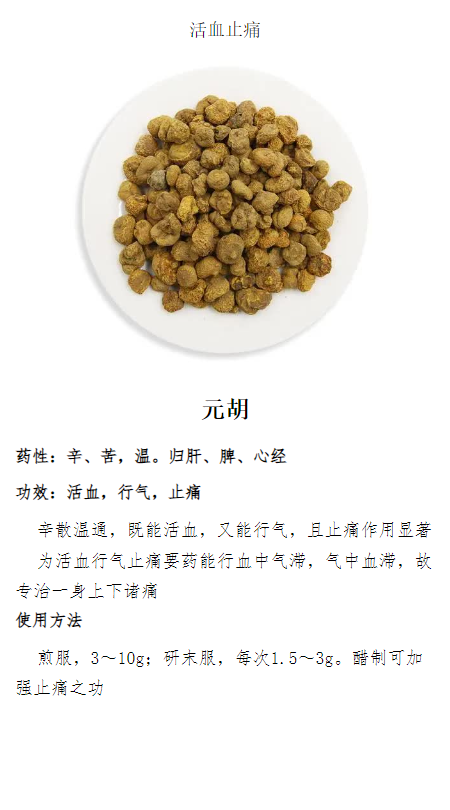 活血止痛
元胡
药性：辛、苦，温。归肝、脾、心经
功效：活血，行气，止痛
辛散温通，既能活血，又能行气，且止痛作用显著
为活血行气止痛要药能行血中气滞，气中血滞，故
专治一身上下诸痛
使用方法
煎服，3～10g；研末服，每次1.5～3g。醋制可加
强止痛之功